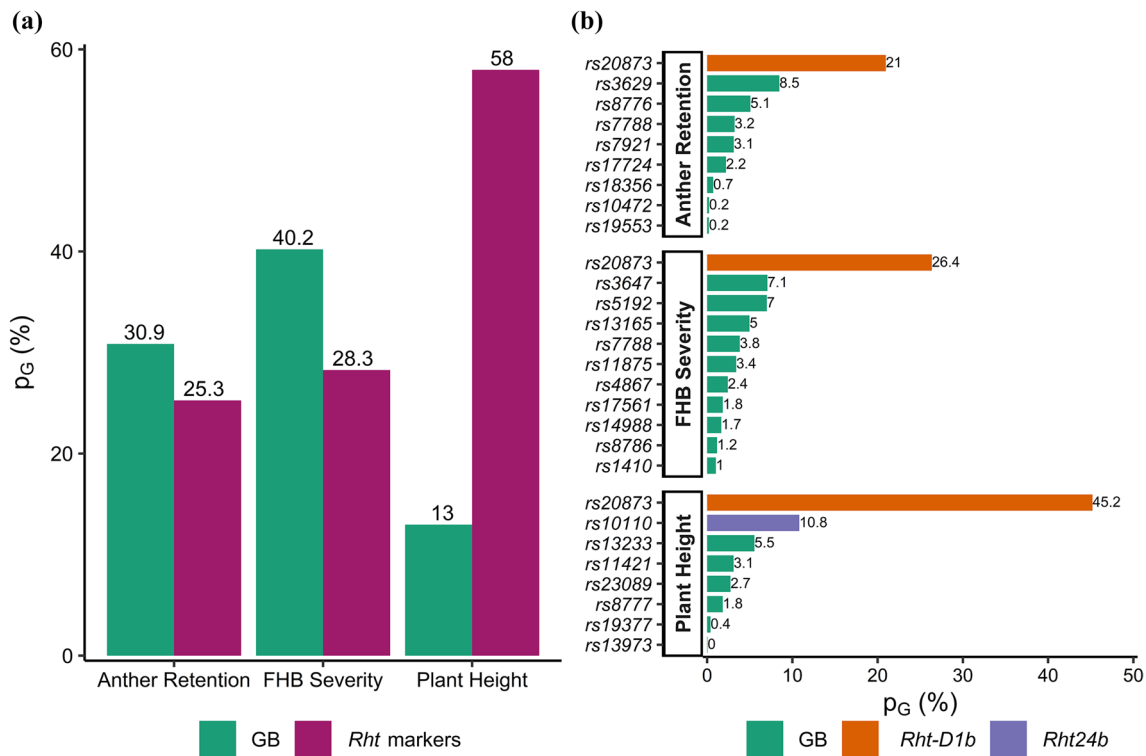 (a)
60
40
20
0
p_G (%)
30.9
25.3
40.2
28.3
13
58
Anther Retention
FHB Severity
Plant Height
GB
Rht markers
(b)
Anther Retention
rs20873 21
rs3629 8.5
rs8776 5.1
rs7788 3.2
rs7921 3.1
rs17724 2.2
rs18356 0.7
rs10472 0.2
rs19553 0.2
FHB Severity
rs20873 26.4
rs3647 7.1
rs5192 7
rs13165 5
rs7788 3.8
rs11875 3.4
rs4867 2.4
rs17561 1.8
rs14988 1.7
rs8786 1.2
rs1410 1
Plant Height
rs20873 45.2
rs10110 10.8
rs13233 5.5
rs11421 3.1
rs23089 2.7
rs8777 1.8
rs19377 0.4
rs13973 0
0 10 20 30 40 50
p_G (%)
GB
Rht-D1b
Rht24b